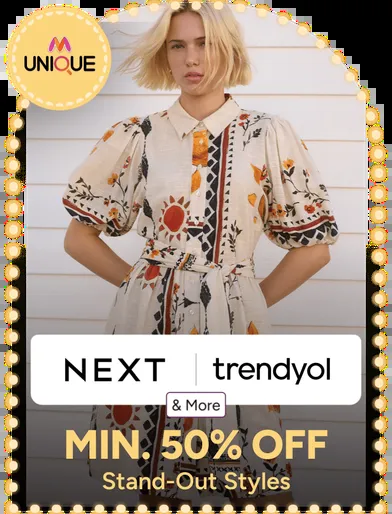 UNIQUE
NEXT | trendyol
& More
MIN. 50% OFF
Stand-Out Styles